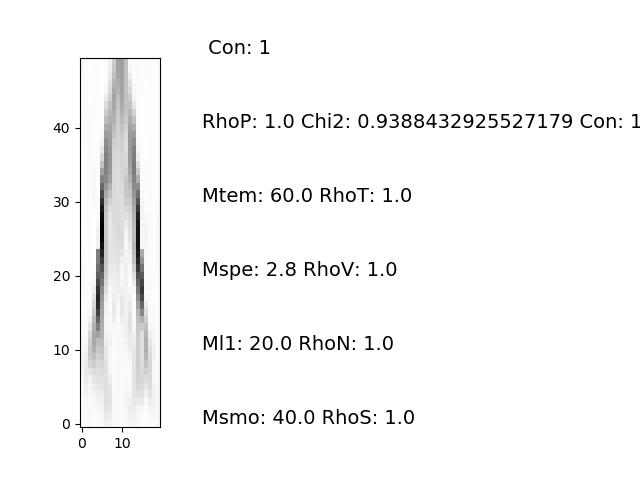 Con: 1
RhoP: 1.0 Chi2: 0.9388432925527179 Con: 1
Mtem: 60.0 RhoT: 1.0
Mspe: 2.8 RhoV: 1.0
Ml1: 20.0 RhoN: 1.0
Msmo: 40.0 RhoS: 1.0
40
30
20
10
0
0 10